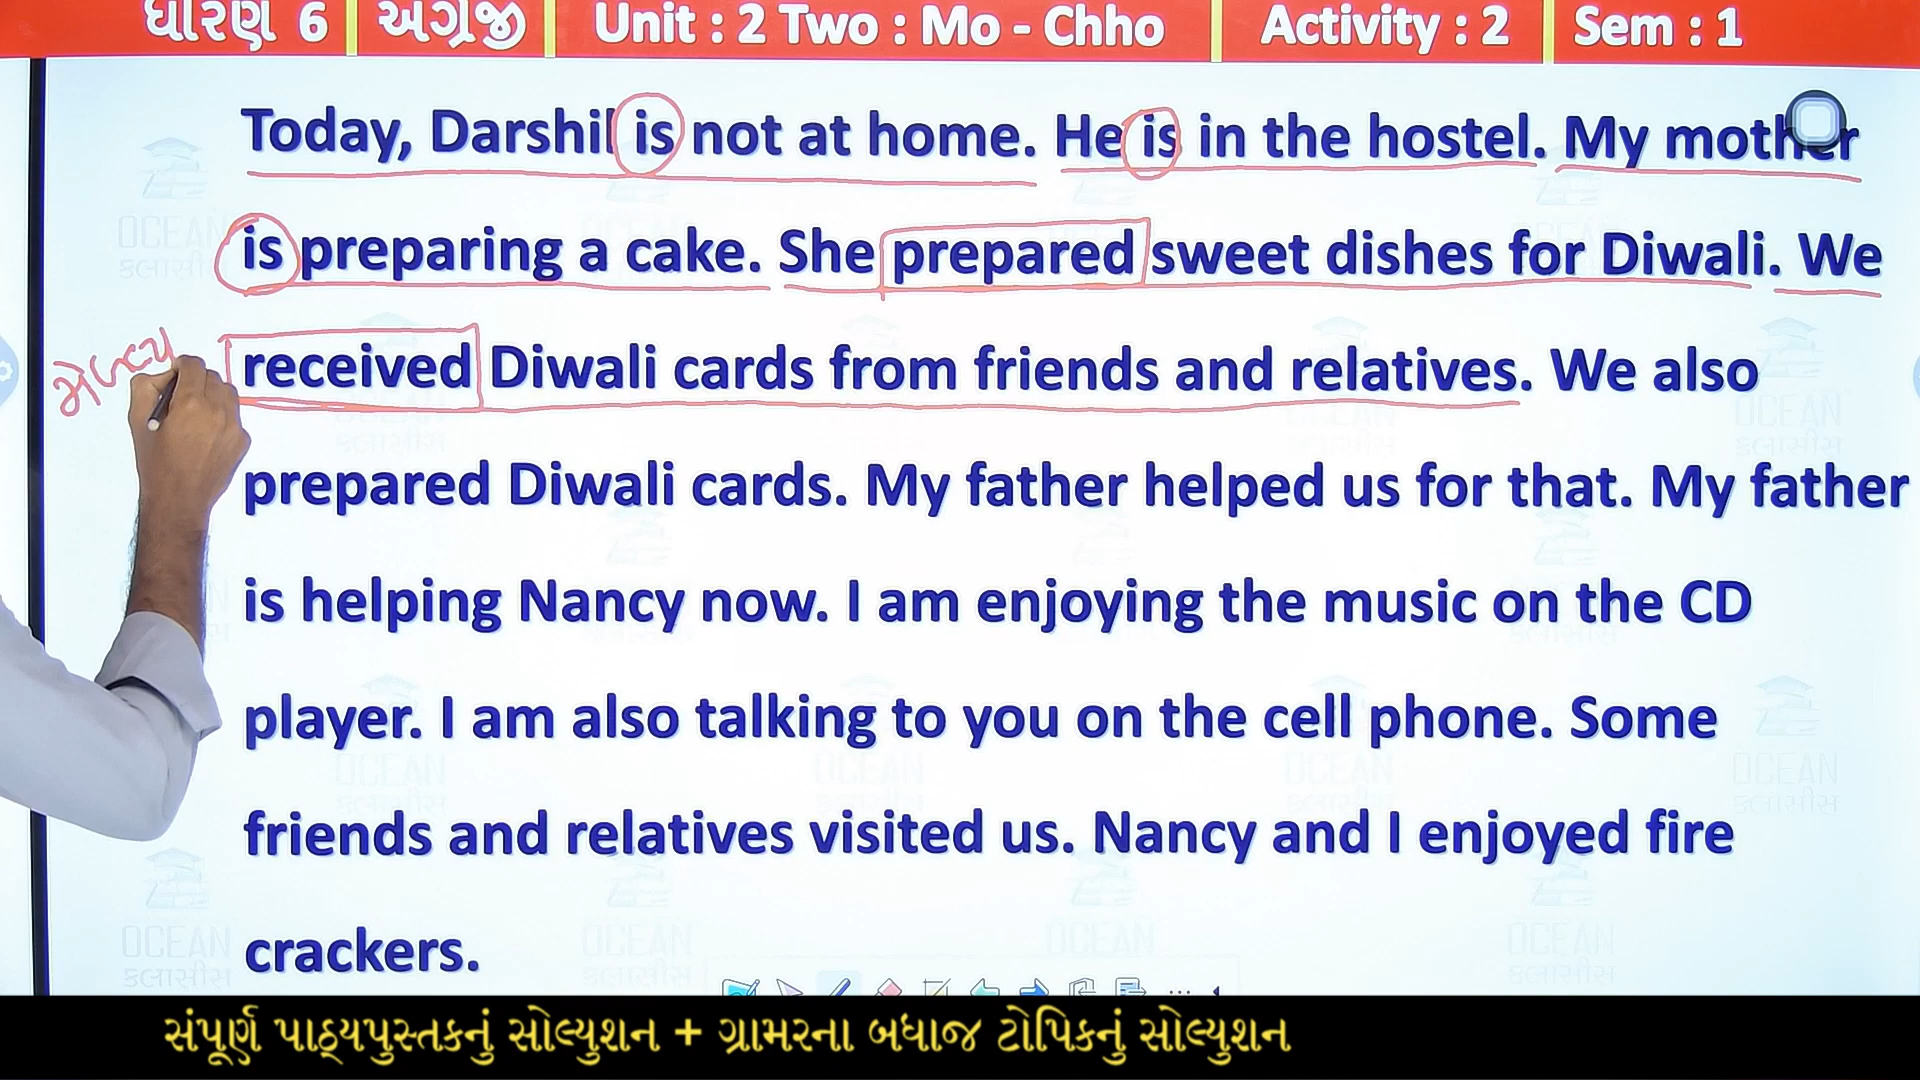 ધોરણ 6 અંગ્રેજી Unit : 2 Two : Mo - Chho Activity : 2 Sem : 1
Today, Darshil is not at home. He is in the hostel. My mother
is preparing a cake. She prepared sweet dishes for Diwali. We
received Diwali cards from friends and relatives. We also
prepared Diwali cards. My father helped us for that. My father
is helping Nancy now. I am enjoying the music on the CD
player. I am also talking to you on the cell phone. Some
friends and relatives visited us. Nancy and I enjoyed fire
crackers.
OCEAN
ક્લાસીસ
સંપૂર્ણ પાઠ્યપુસ્તકનું સોલ્યુશન + ગ્રામરના બધાજ ટોપિકનું સોલ્યુશન